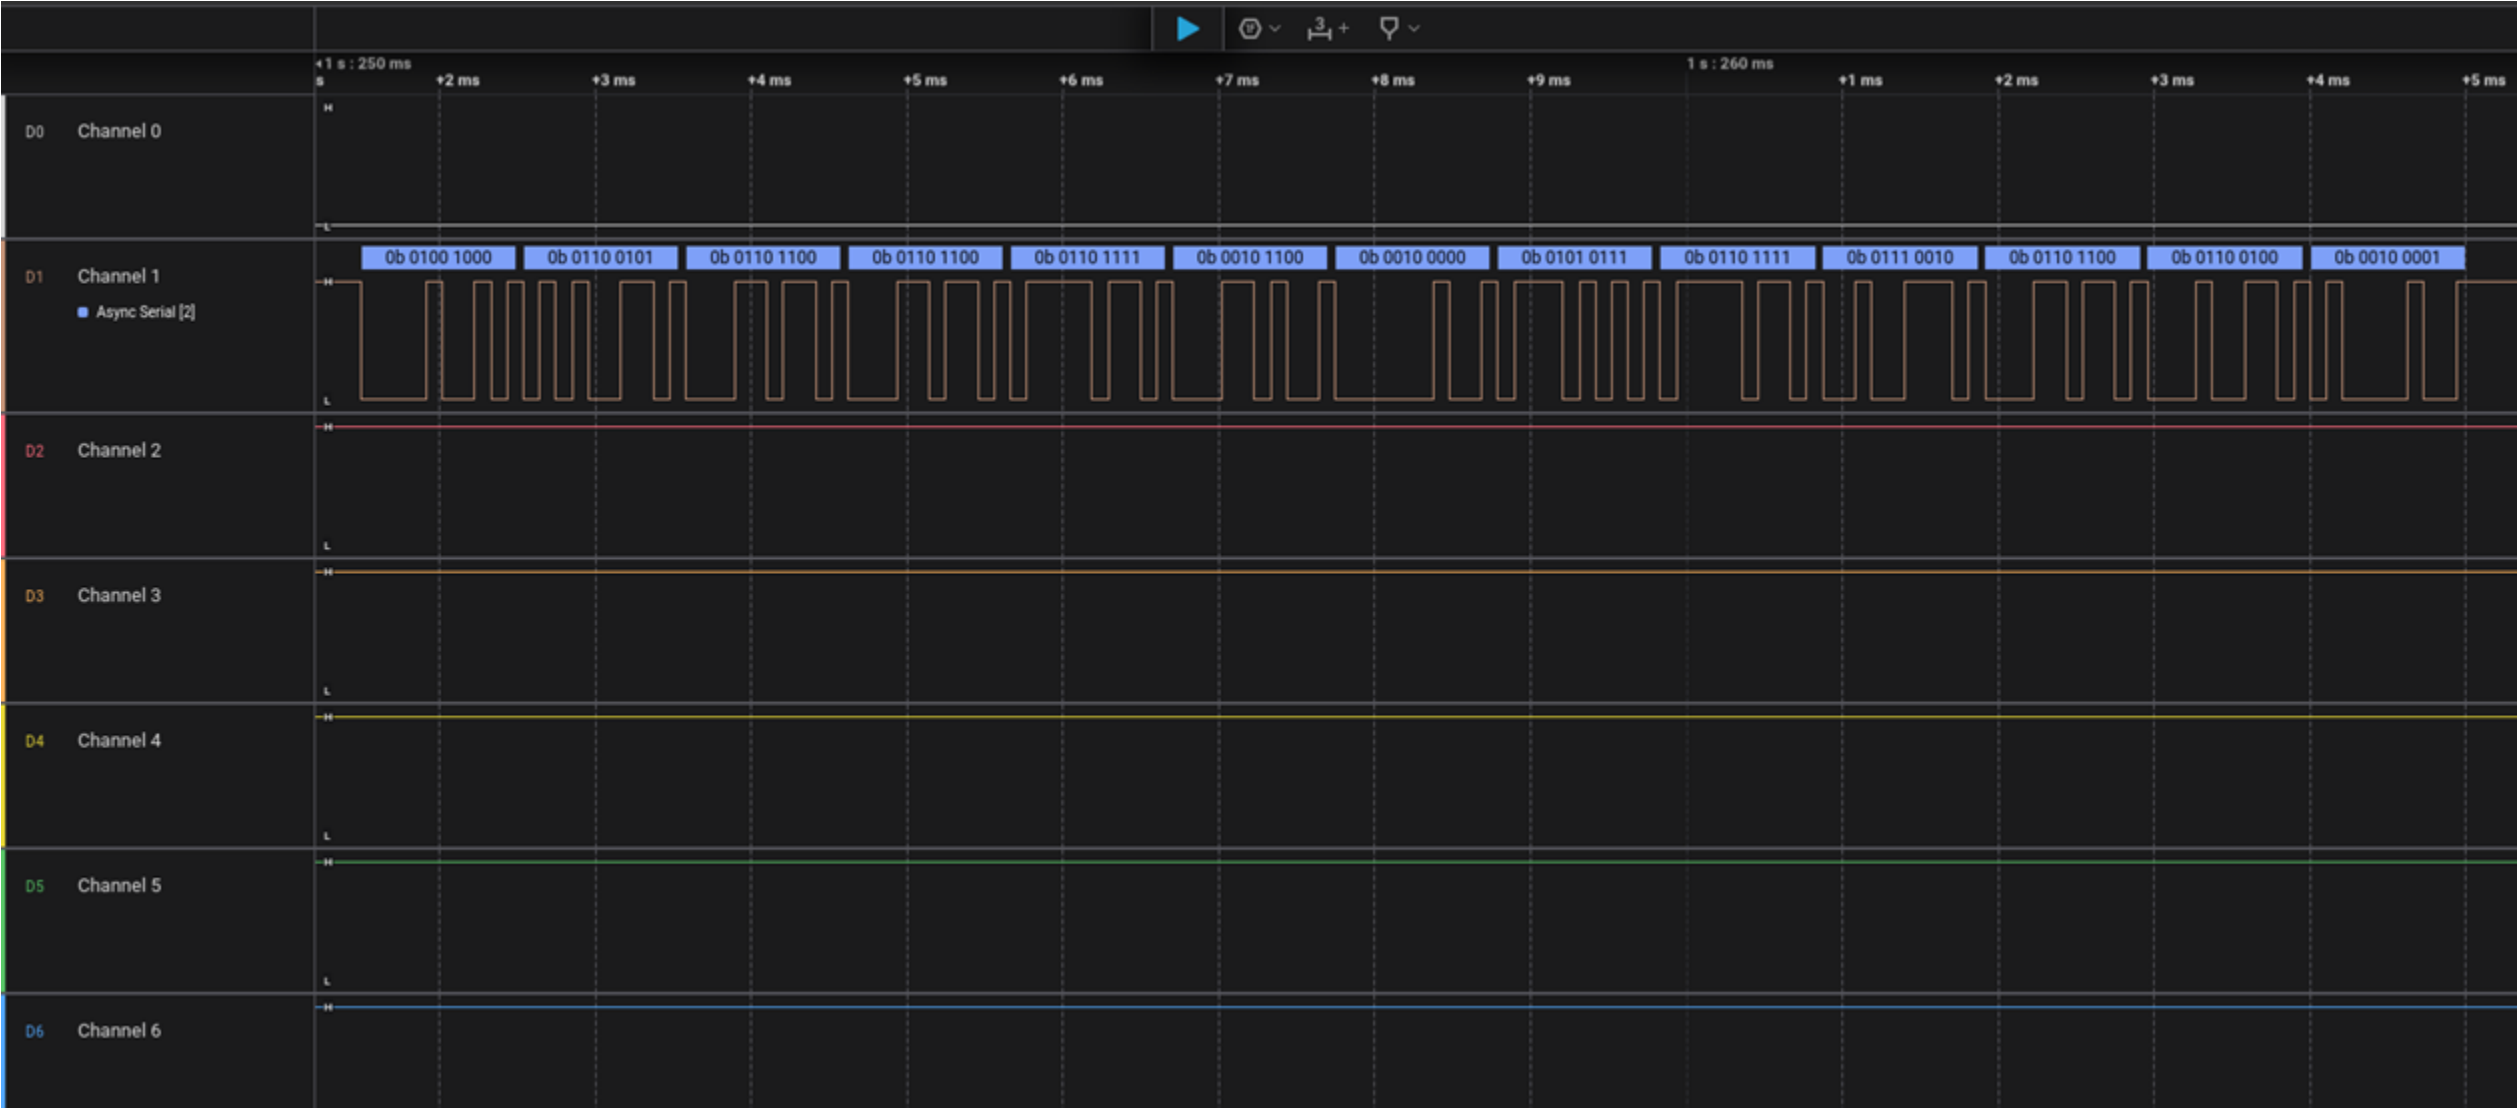 1 s : 250 ms
1 s : 260 ms
s +2 ms +3 ms +4 ms +5 ms +6 ms +7 ms +8 ms +9 ms +1 ms +2 ms +3 ms +4 ms +5 ms
H
D0 Channel 0
L
0b 0100 1000 0b 0110 0101 0b 0110 1100 0b 0110 1100 0b 0110 1111 0b 0010 1100 0b 0010 0000 0b 0101 0111 0b 0110 1111 0b 0111 0010 0b 0110 1100 0b 0110 0100 0b 0010 0001
D1 Channel 1
H
Async Serial [2]
L
H
D2 Channel 2
L
H
D3 Channel 3
L
H
D4 Channel 4
L
H
D5 Channel 5
L
H
D6 Channel 6